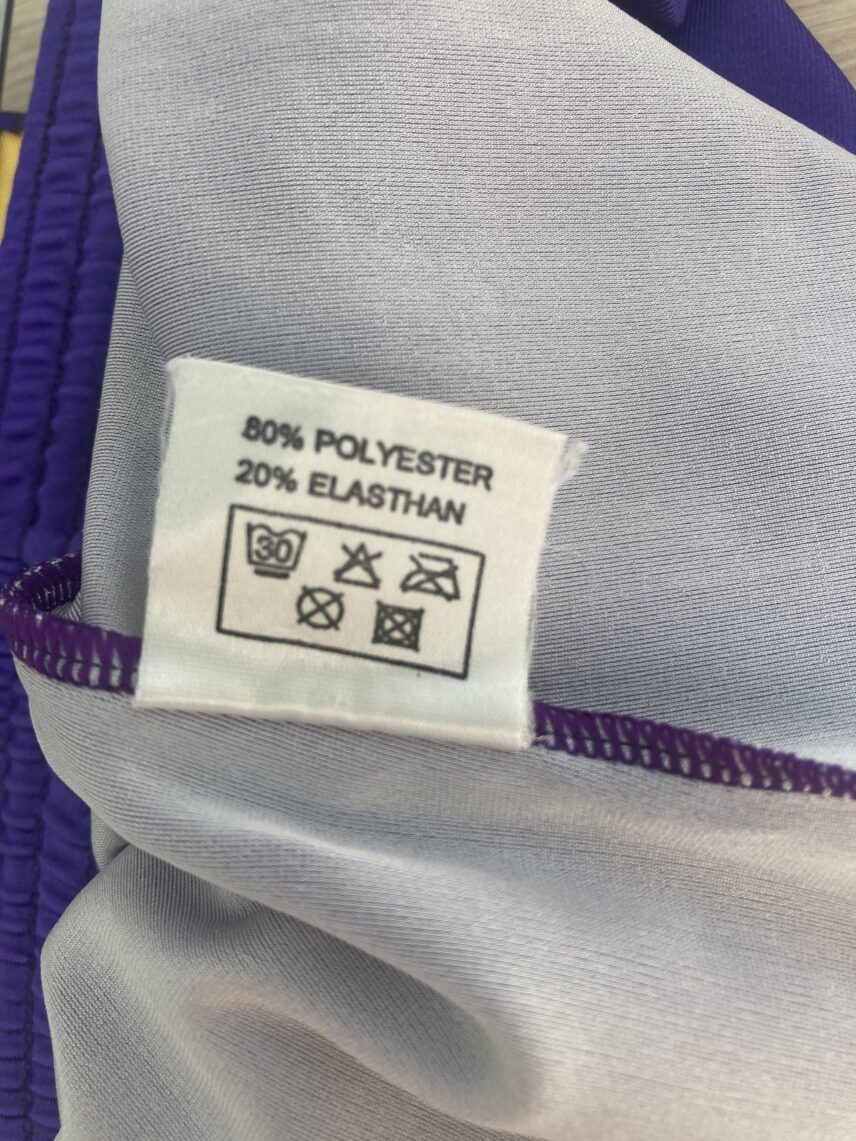 80% POLYESTER
20% ELASTHAN
30